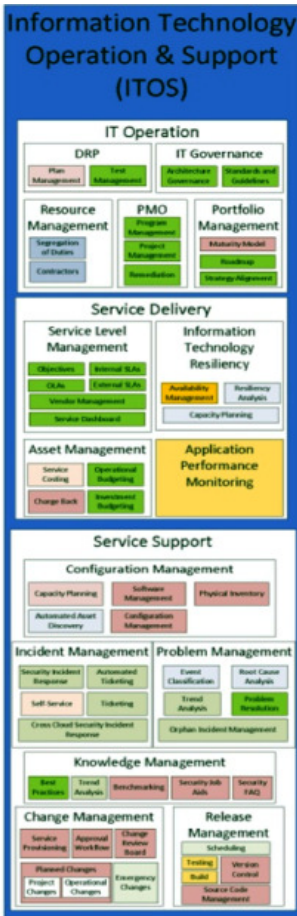 Information Technology
Operation & Support
(ITOS)
IT Operation
DRP
Plan
Management
Test
Management
IT Governance
Architecture
Governance
Standards and
Guidelines
Resource
Management
Segregation
of Duties
Contractors
PMO
Program
Management
Project
Management
Remediation
Portfolio
Management
Maturity Model
Roadmap
Strategy Alignment
Service Delivery
Service Level
Management
Objectives
Internal SLAs
OLAs
External SLAs
Vendor Management
Service Dashboard
Information
Technology
Resiliency
Availability
Management
Resiliency
Analysis
Capacity Planning
Asset Management
Service
Costing
Operational
Budgeting
Charge Back
Investment
Budgeting
Application
Performance
Monitoring
Service Support
Configuration Management
Capacity Planning
Software
Management
Physical Inventory
Automated Asset
Discovery
Configuration
Management
Incident Management
Security Incident
Response
Automated
Ticketing
Self-Service
Ticketing
Cross Cloud Security Incident
Response
Problem Management
Event
Classification
Root Cause
Analysis
Trend
Analysis
Problem
Resolution
Orphan Incident Management
Knowledge Management
Best
Practices
Trend
Analysis
Benchmarking
Security Job
Aids
Security
FAQ
Change Management
Service
Provisioning
Approval
Workflow
Change
Review
Board
Planned Changes
Project
Changes
Operational
Changes
Emergency
Changes
Release
Management
Scheduling
Testing
Build
Version
Control
Source Code
Management